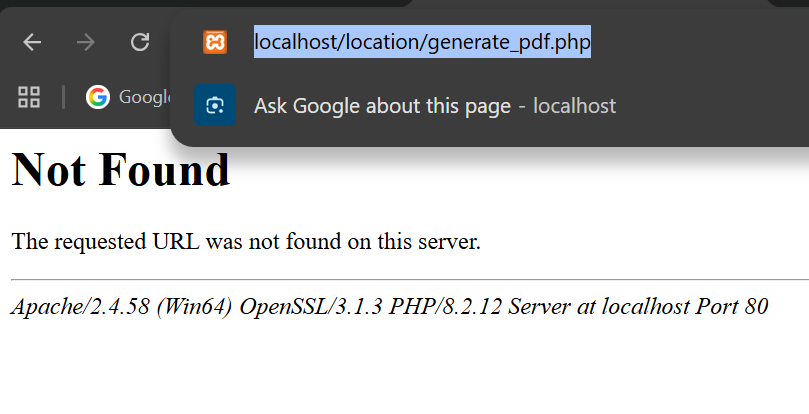 localhost/location/generate_pdf.php
Ask Google about this page - localhost
Not Found
The requested URL was not found on this server.
Apache/2.4.58 (Win64) OpenSSL/3.1.3 PHP/8.2.12 Server at localhost Port 80